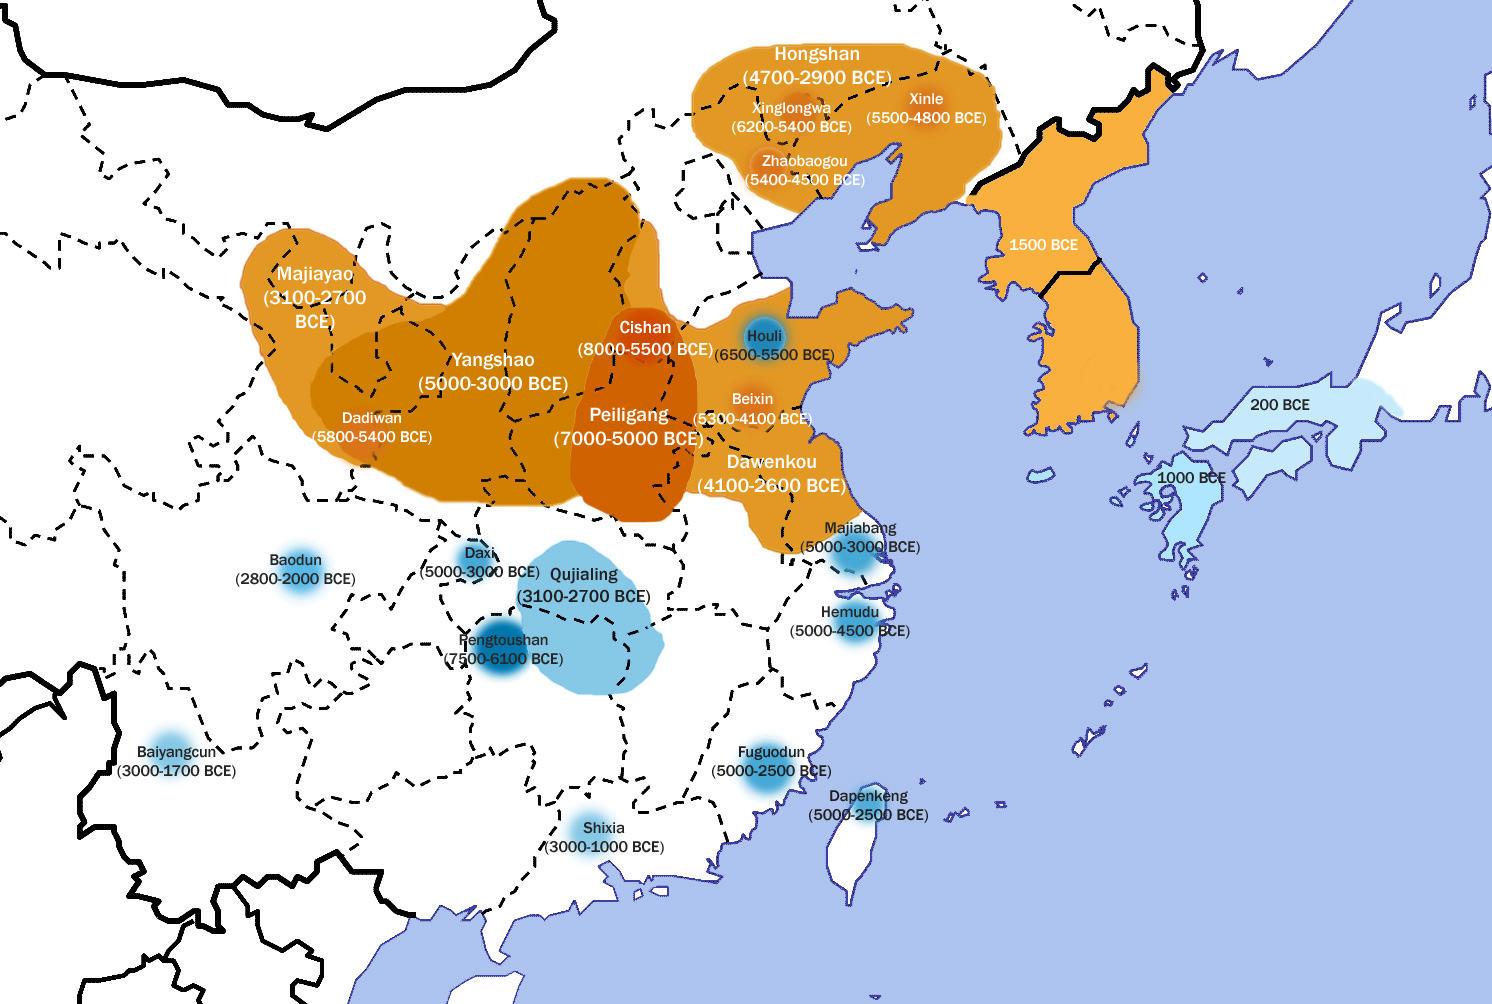 Hongshan
(4700-2900 BCE)
Xinglongwa
(6200-5400 BCE)
Xinle
(5500-4800 BCE)
Zhaobaogou
(5400-4500 BCE)
1500 BCE
Majiayao
(3100-2700
BCE)
Cishan
(8000-5500 BCE)
Houli
(6500-5500 BCE)
Yangshao
(5000-3000 BCE)
200 BCE
Beixin
(5300-4100 BCE)
Dadiwan
(5800-5400 BCE)
Peiligang
(7000-5000 BCE)
Dawenkou
(4100-2600 BCE)
1000 BCE
Majiabang
(5000-3000 BCE)
Baodun
(2800-2000 BCE)
Daxi
(5000-3000 BCE)
Qujialing
(3100-2700 BCE)
Hemudu
(5000-4500 BCE)
Pengtoushan
(7500-6100 BCE)
Baiyangcun
(3000-1700 BCE)
Fuguodun
(5000-2500 BCE)
Dapenkeng
(5000-2500 BCE)
Shixia
(3000-1000 BCE)